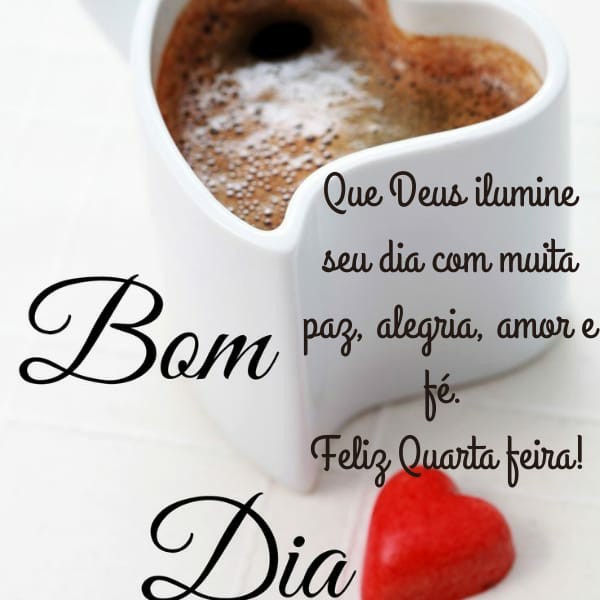 Que Deus ilumine
seu dia com muita
paz, alegria, amor e
fé.
Feliz Quarta feira!
Bom
Dia